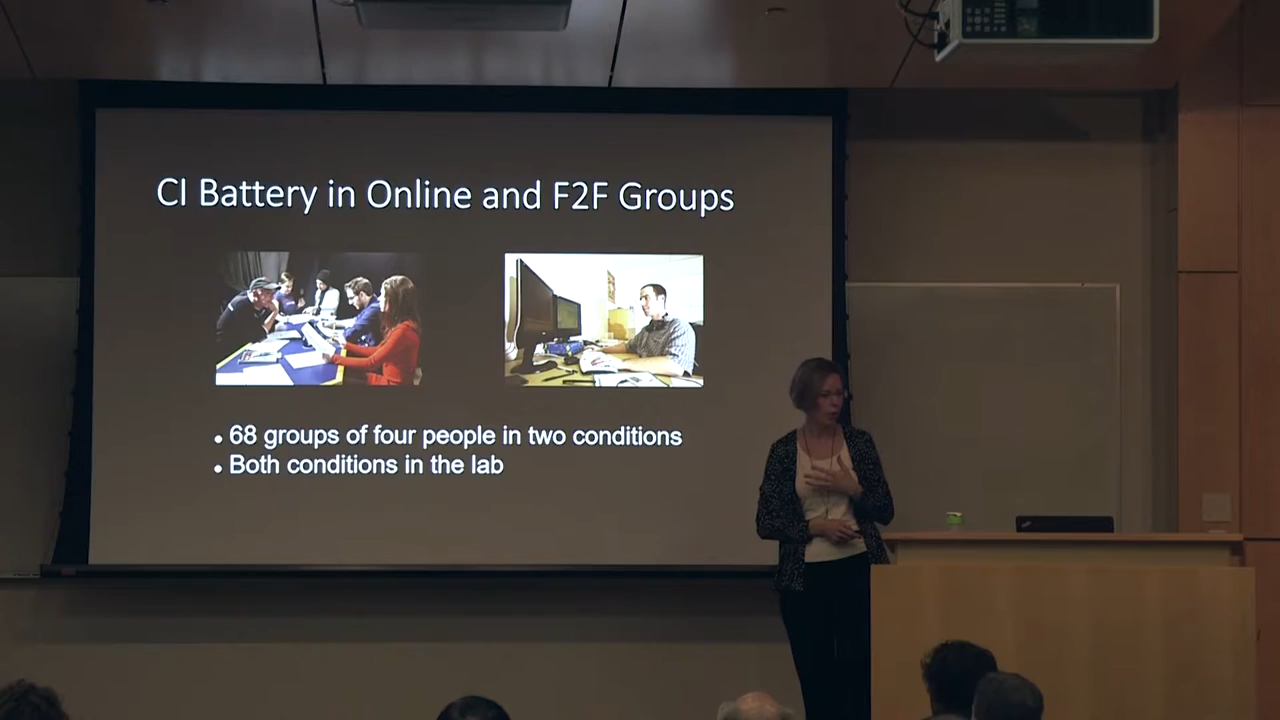 CI Battery in Online and F2F Groups
• 68 groups of four people in two conditions
• Both conditions in the lab